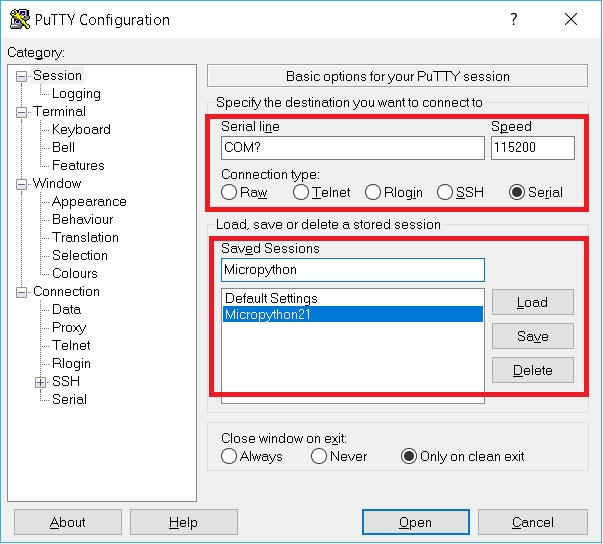 PuTTY Configuration
Category:
Session
Logging
Terminal
Keyboard
Bell
Features
Window
Appearance
Behaviour
Translation
Selection
Colours
Connection
Data
Proxy
Telnet
Rlogin
SSH
Serial
Basic options for your PuTTY session
Specify the destination you want to connect to
Serial line Speed
COM? 115200
Connection type:
Raw Telnet Rlogin SSH Serial
Load, save or delete a stored session
Saved Sessions
Micropython
Default Settings
Micropython21
Load
Save
Delete
Close window on exit:
Always Never Only on clean exit
About Help Open Cancel